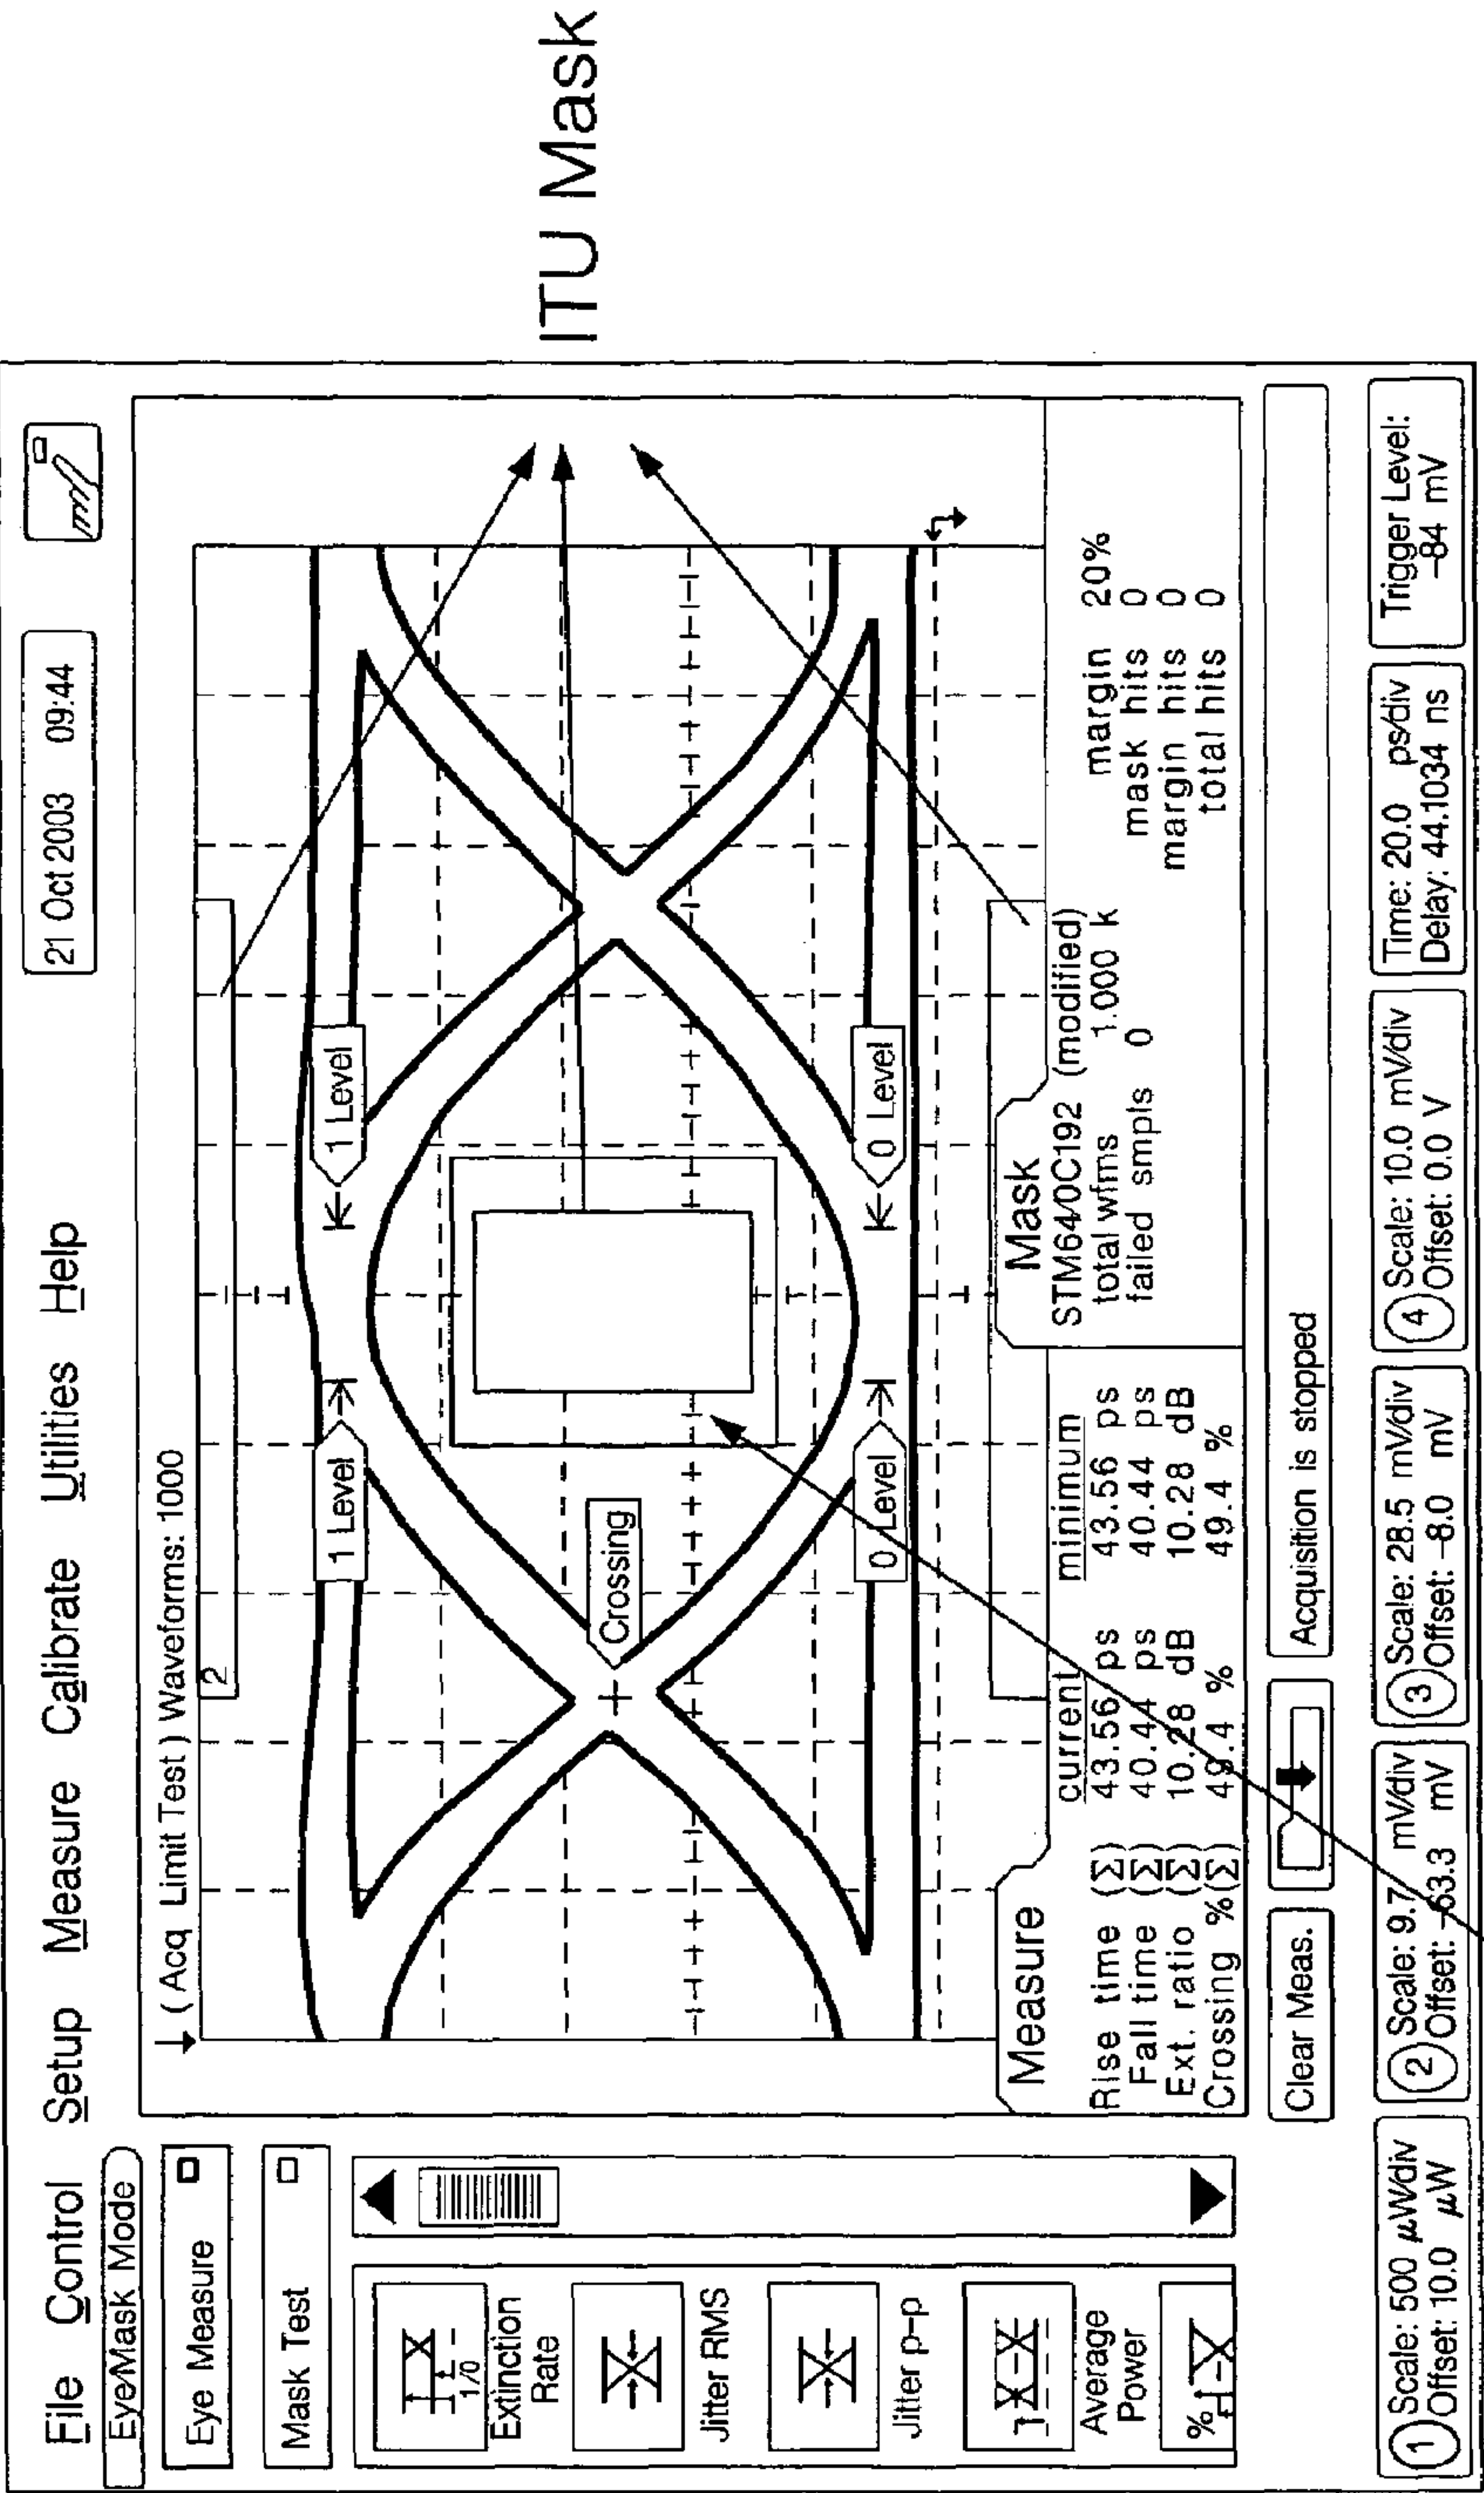 File Control Setup Measure Calibrate Utilities Help
21 Oct 2003 09:44
Eye/Mask Mode
Eye Measure
Mask Test
1/0
Extinction
Rate
Jitter RMS
Jitter p-p
Average
Power
%
( Acq Limit Test ) Waveforms: 1000
2
1 Level
1 Level
Crossing
0 Level
0 Level
ITU Mask
Measure
current minimum
Rise time (Σ) 43.56 ps 43.56 ps
Fall time (Σ) 40.44 ps 40.44 ps
Ext. ratio (Σ) 10.28 dB 10.28 dB
Crossing %(Σ) 49.4 % 49.4 %
Mask
STM64/0C192 (modified)
total wfms 1.000 k
failed smpls 0
margin 20%
mask hits 0
margin hits 0
total hits 0
Clear Meas.
Acquisition is stopped
1 Scale: 500 μW/div
Offset: 10.0 μW
2 Scale: 9.7 mV/div
Offset: -63.3 mV
3 Scale: 28.5 mV/div
Offset: -8.0 mV
4 Scale: 10.0 mV/div
Offset: 0.0 V
Time: 20.0 ps/div
Delay: 44.1034 ns
Trigger Level:
-84 mV